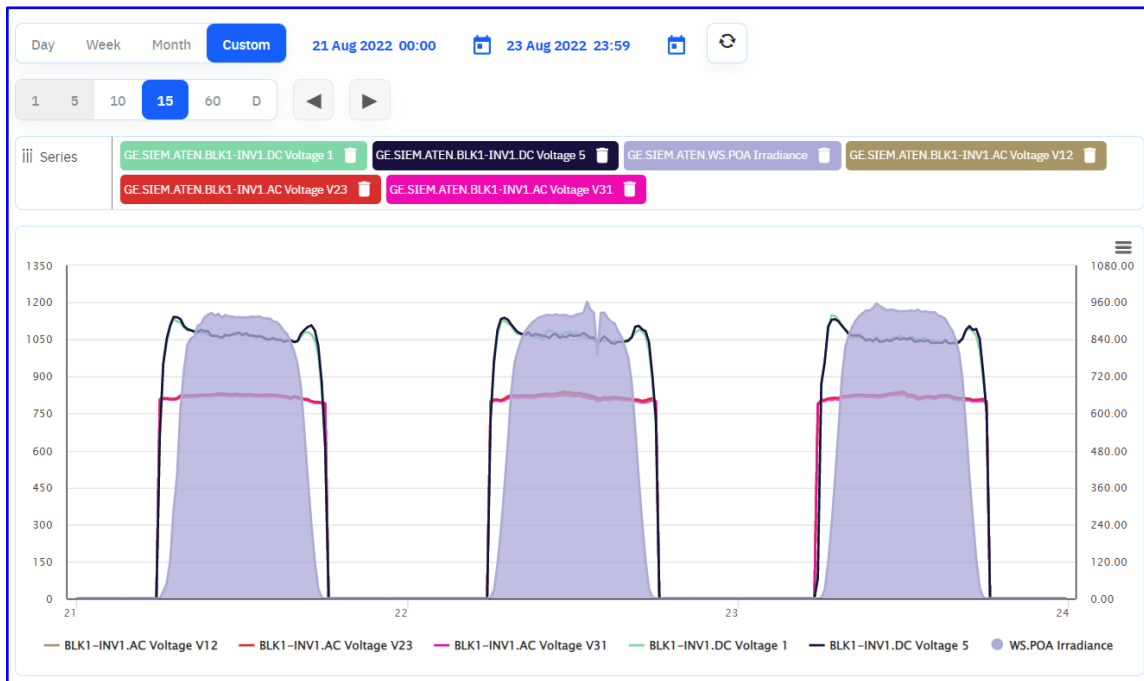 Day Week Month Custom 21 Aug 2022 00:00 23 Aug 2022 23:59
1 5 10 15 60 D
Series GE.SIEM.ATEN.BLK1-INV1.DC Voltage 1 GE.SIEM.ATEN.BLK1-INV1.DC Voltage 5 GE.SIEM.ATEN.WS.POA Irradiance GE.SIEM.ATEN.BLK1-INV1.AC Voltage V12
GE.SIEM.ATEN.BLK1-INV1.AC Voltage V23 GE.SIEM.ATEN.BLK1-INV1.AC Voltage V31
1350 1080.00
1200 960.00
1050 840.00
900 720.00
750 600.00
600 480.00
450 360.00
300 240.00
150 120.00
0 0.00
21 22 23 24
BLK1-INV1.AC Voltage V12 BLK1-INV1.AC Voltage V23 BLK1-INV1.AC Voltage V31 BLK1-INV1.DC Voltage 1 BLK1-INV1.DC Voltage 5 WS.POA Irradiance